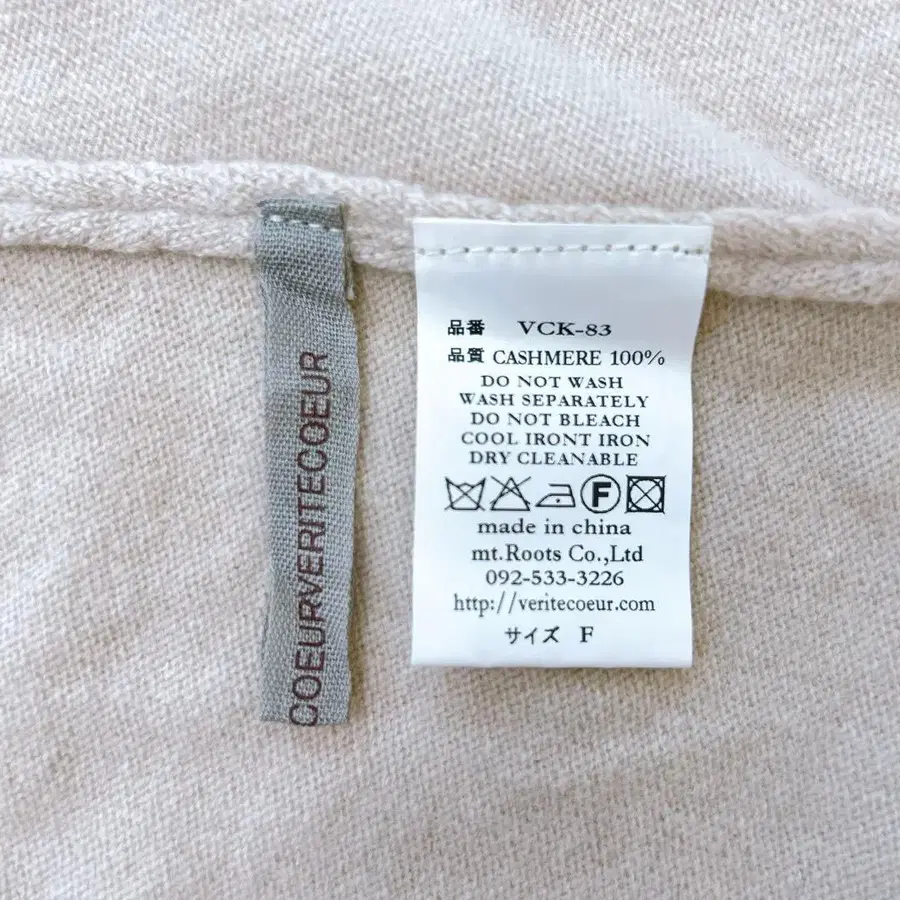 COEURVERITECOEUR
品番 VCK-83
品質 CASHMERE 100%
DO NOT WASH
WASH SEPARATELY
DO NOT BLEACH
COOL IRONT IRON
DRY CLEANABLE
F
made in china
mt.Roots Co.,Ltd
092-533-3226
http://veritecoeur.com
サイズ F